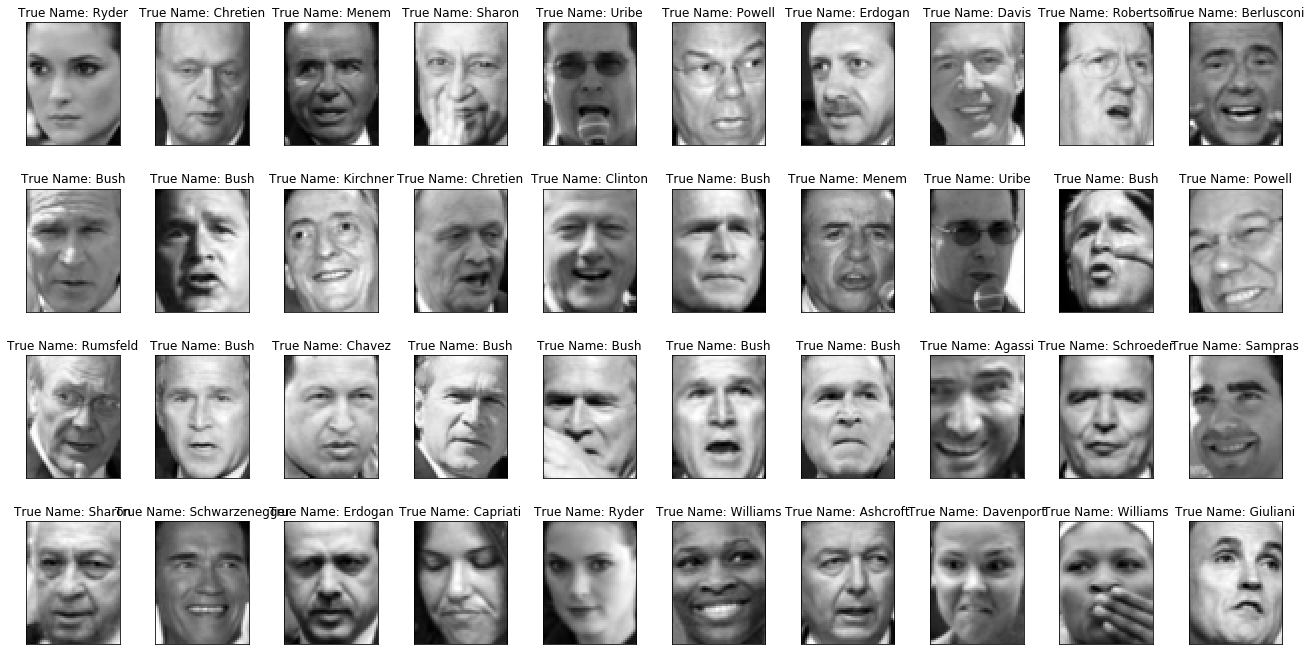 True Name: Ryder True Name: Chretien True Name: Menem True Name: Sharon True Name: Uribe True Name: Powell True Name: Erdogan True Name: Davis True Name: Robertson True Name: Berlusconi
True Name: Bush True Name: Bush True Name: Kirchner True Name: Chretien True Name: Clinton True Name: Bush True Name: Menem True Name: Uribe True Name: Bush True Name: Powell
True Name: Rumsfeld True Name: Bush True Name: Chavez True Name: Bush True Name: Bush True Name: Bush True Name: Bush True Name: Agassi True Name: Schroeder True Name: Sampras
True Name: Sharon True Name: Schwarzenegger True Name: Erdogan True Name: Capriati True Name: Ryder True Name: Williams True Name: Ashcroft True Name: Davenport True Name: Williams True Name: Giuliani